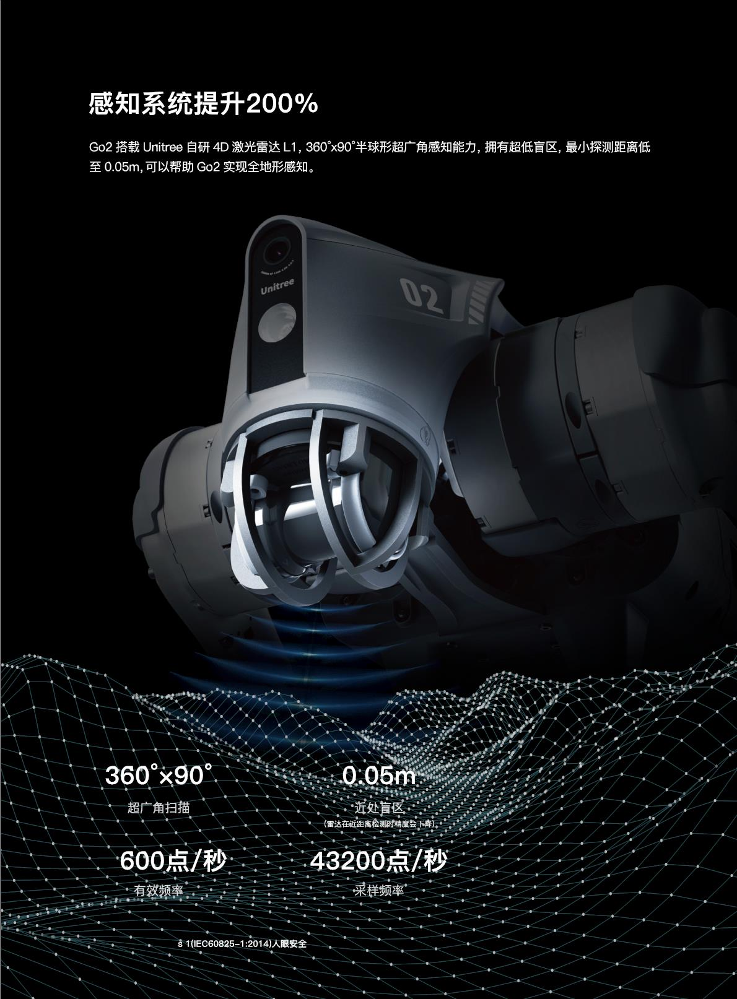 感知系统提升200%
Go2 搭载 Unitree 自研 4D 激光雷达 L1, 360°x90°半球形超广角感知能力, 拥有超低盲区, 最小探测距离低
至 0.05m, 可以帮助 Go2 实现全地形感知。
Unitree
02
360°×90°
0.05m
超广角扫描
近处盲区
(雷达在近距离检测时精度会下降)
600点/秒
43200点/秒
有效频率
采样频率
s 1(IEC60825-1:2014)人眼安全